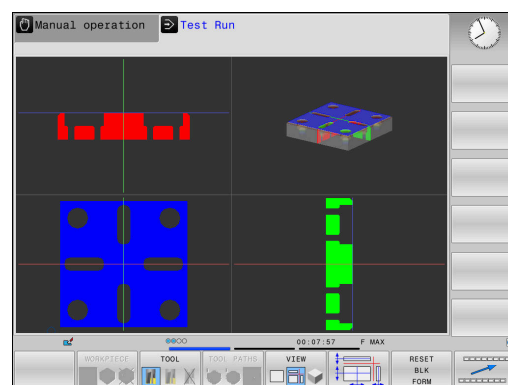 Manual operation
Test Run
00:07:57 F MAX
WORKPIECE
TOOL
TOOL PATHS
VIEW
RESET
BLK
FORM